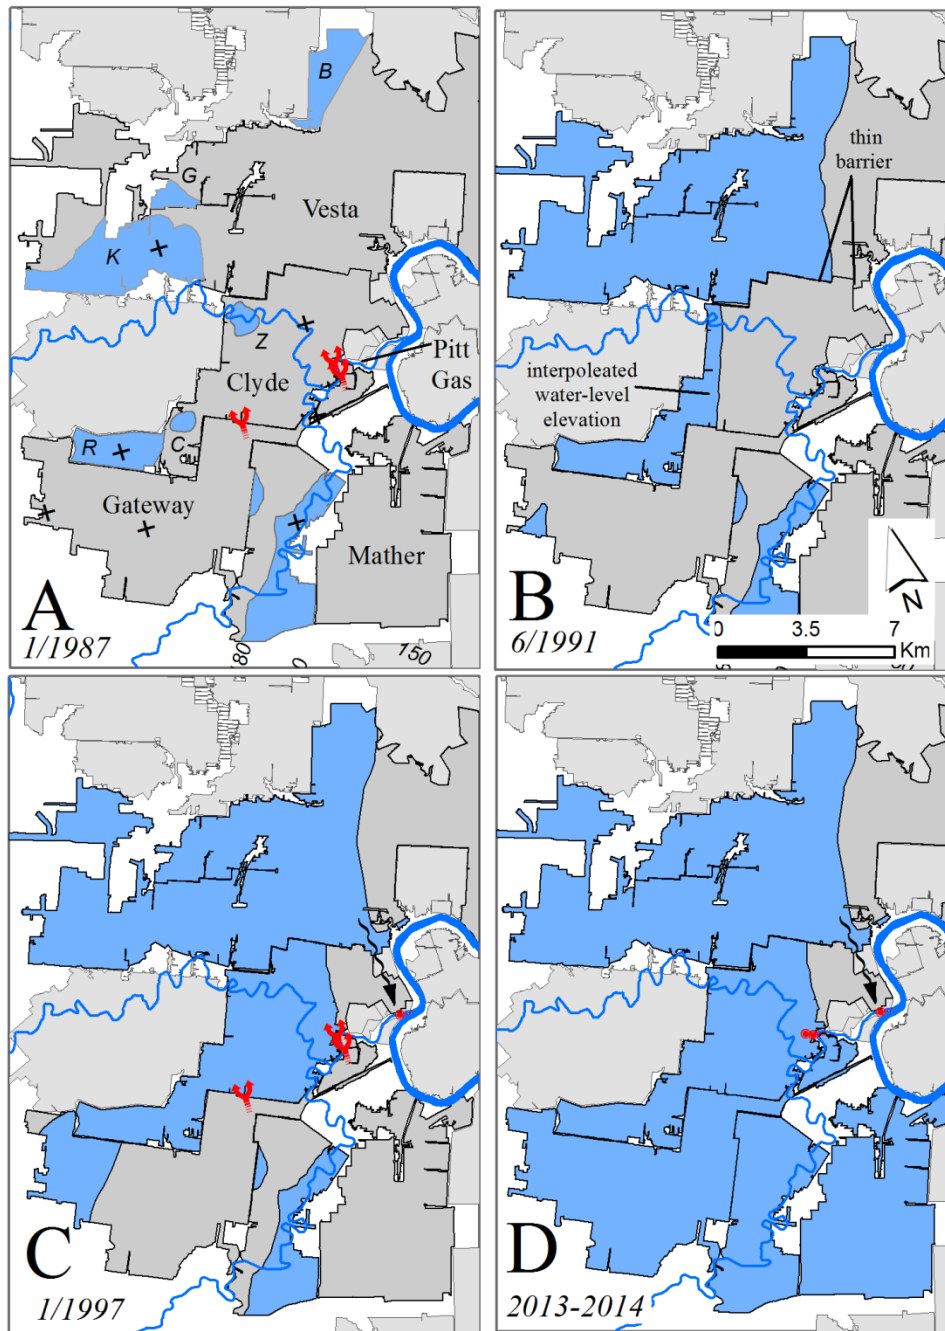 B
G
Vesta
K
Z
Pitt
Gas
Clyde
R
C
Gateway
Mather
A
1/1987
80
150
thin
barrier
interpoleated
water-level
elevation
B
6/1991
N
0 3.5 7
Km
C
1/1997
D
2013-2014